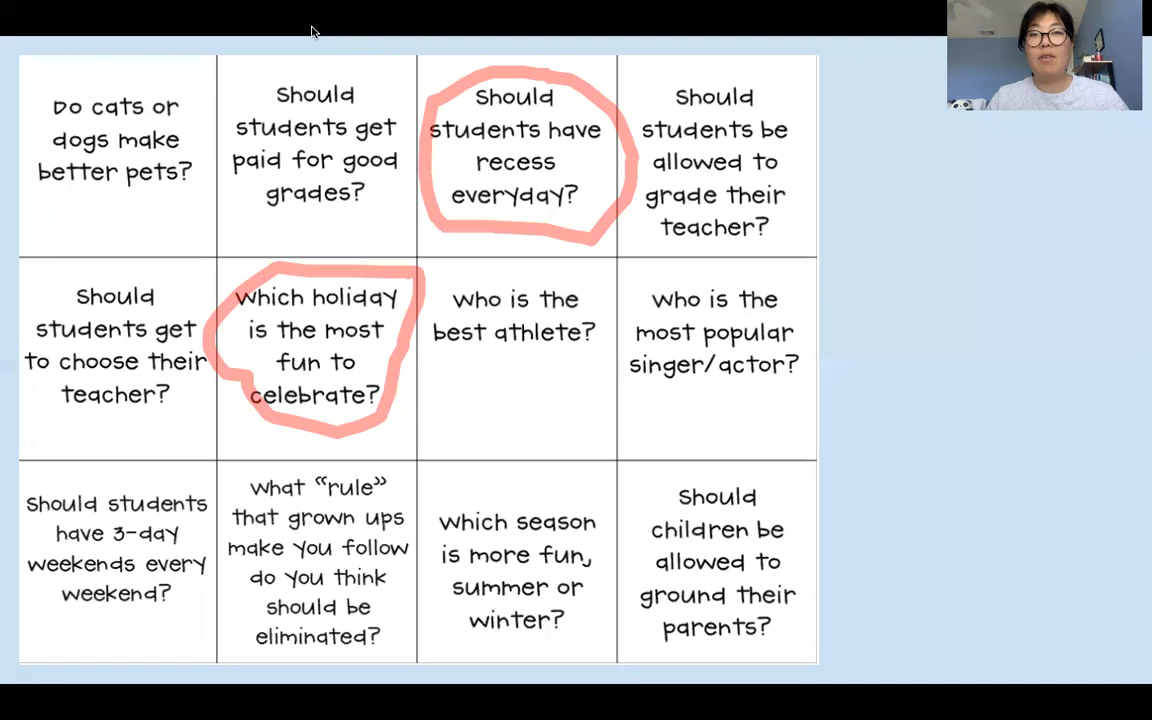 Do cats or
dogs make
better pets?
Should
students get
paid for good
grades?
Should
students have
recess
everyday?
Should
students be
allowed to
grade their
teacher?
Should
students get
to choose their
teacher?
Which holiday
is the most
fun to
celebrate?
Who is the
best athlete?
Who is the
most popular
singer/actor?
Should students
have 3-day
weekends every
weekend?
What “rule”
that grown ups
make you follow
do you think
should be
eliminated?
Which season
is more fun,
summer or
winter?
Should
children be
allowed to
ground their
parents?